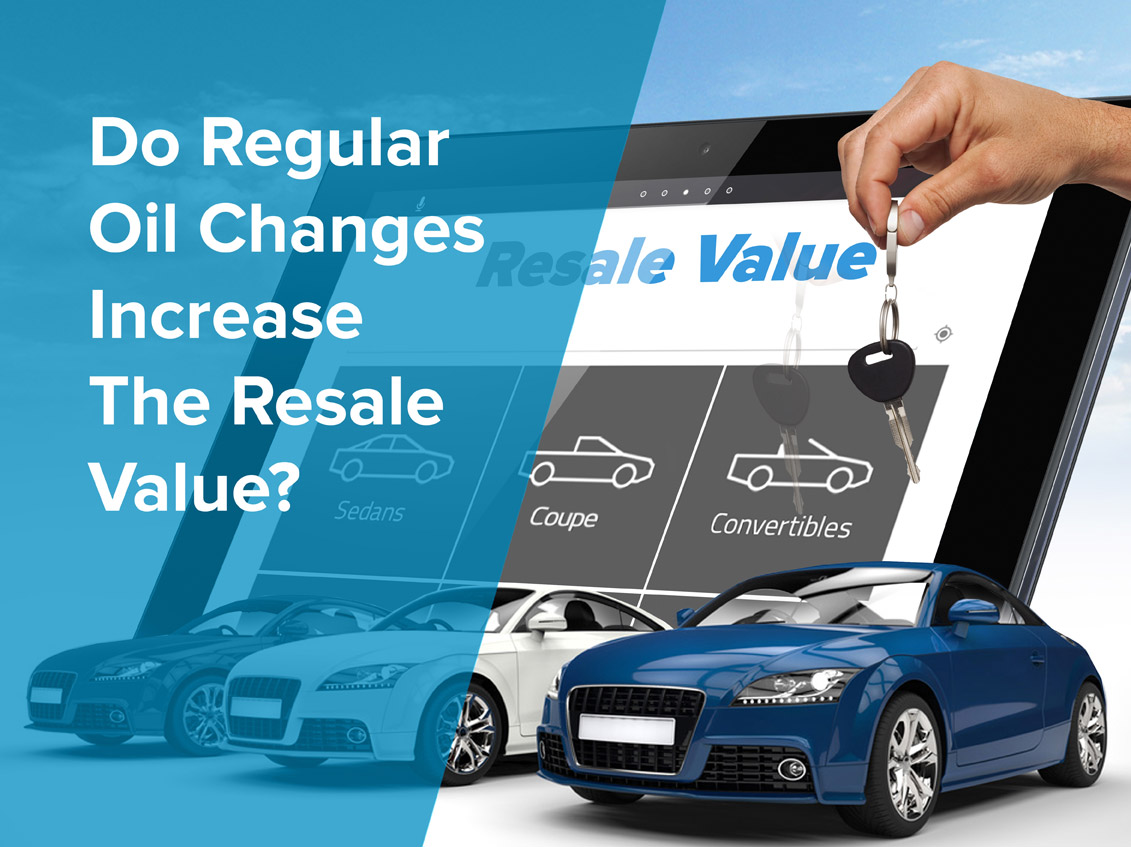 Do Regular
Oil Changes
Increase
The Resale
Value?
Resale Value
Sedans
Coupe
Convertibles